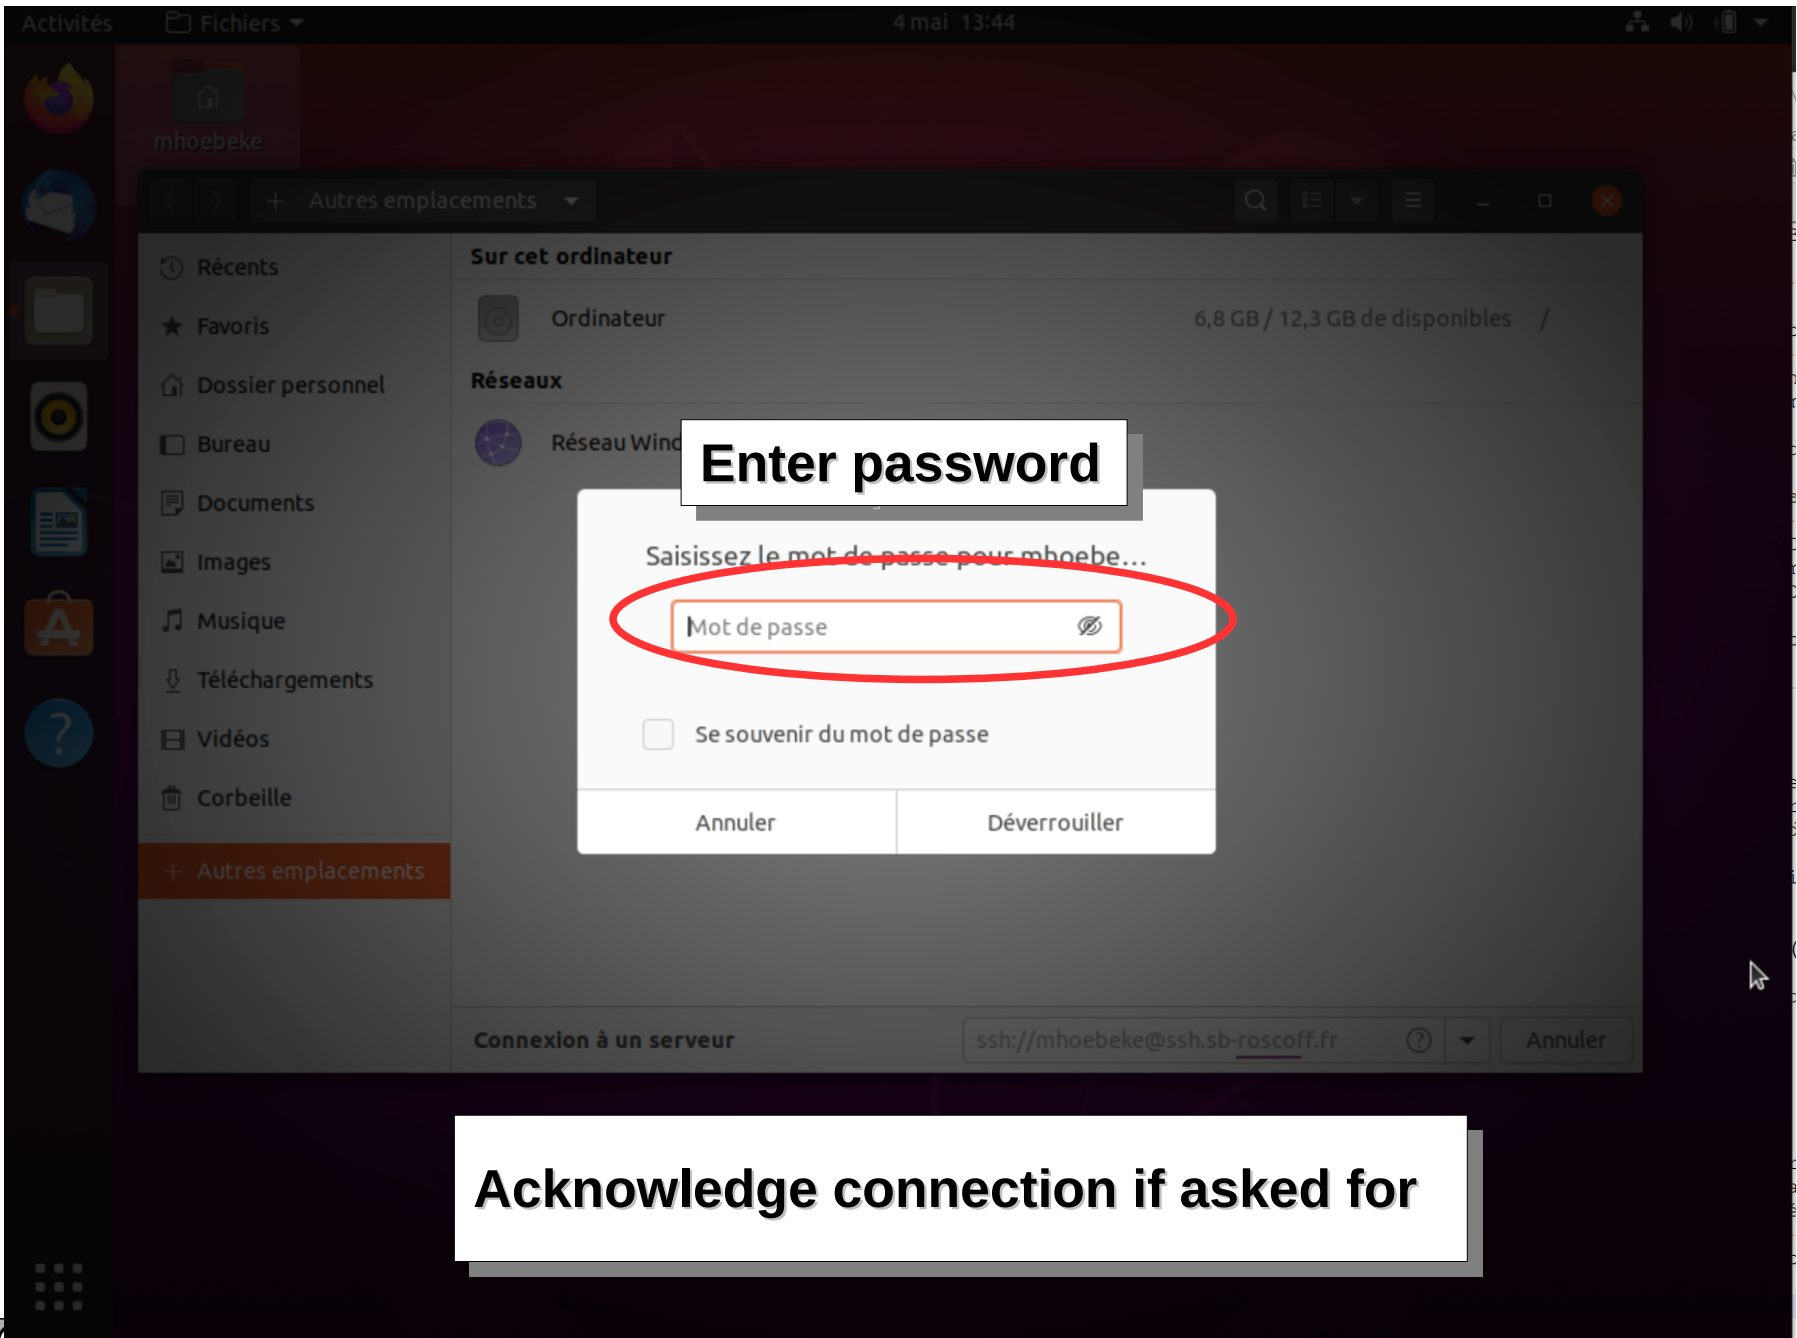 Activités
Fichiers
4 mai 13:44
mhoebeke
Autres emplacements
Récents
Favoris
Dossier personnel
Bureau
Documents
Images
Musique
Téléchargements
Vidéos
Corbeille
Autres emplacements
Sur cet ordinateur
Ordinateur
6,8 GB / 12,3 GB de disponibles /
Réseaux
Réseau Wind
Enter password
Saisissez le mot de passe pour mhoebe…
Mot de passe
Se souvenir du mot de passe
Annuler
Déverrouiller
Connexion à un serveur
ssh://mhoebeke@ssh.sb-roscoff.fr
Annuler
Acknowledge connection if asked for